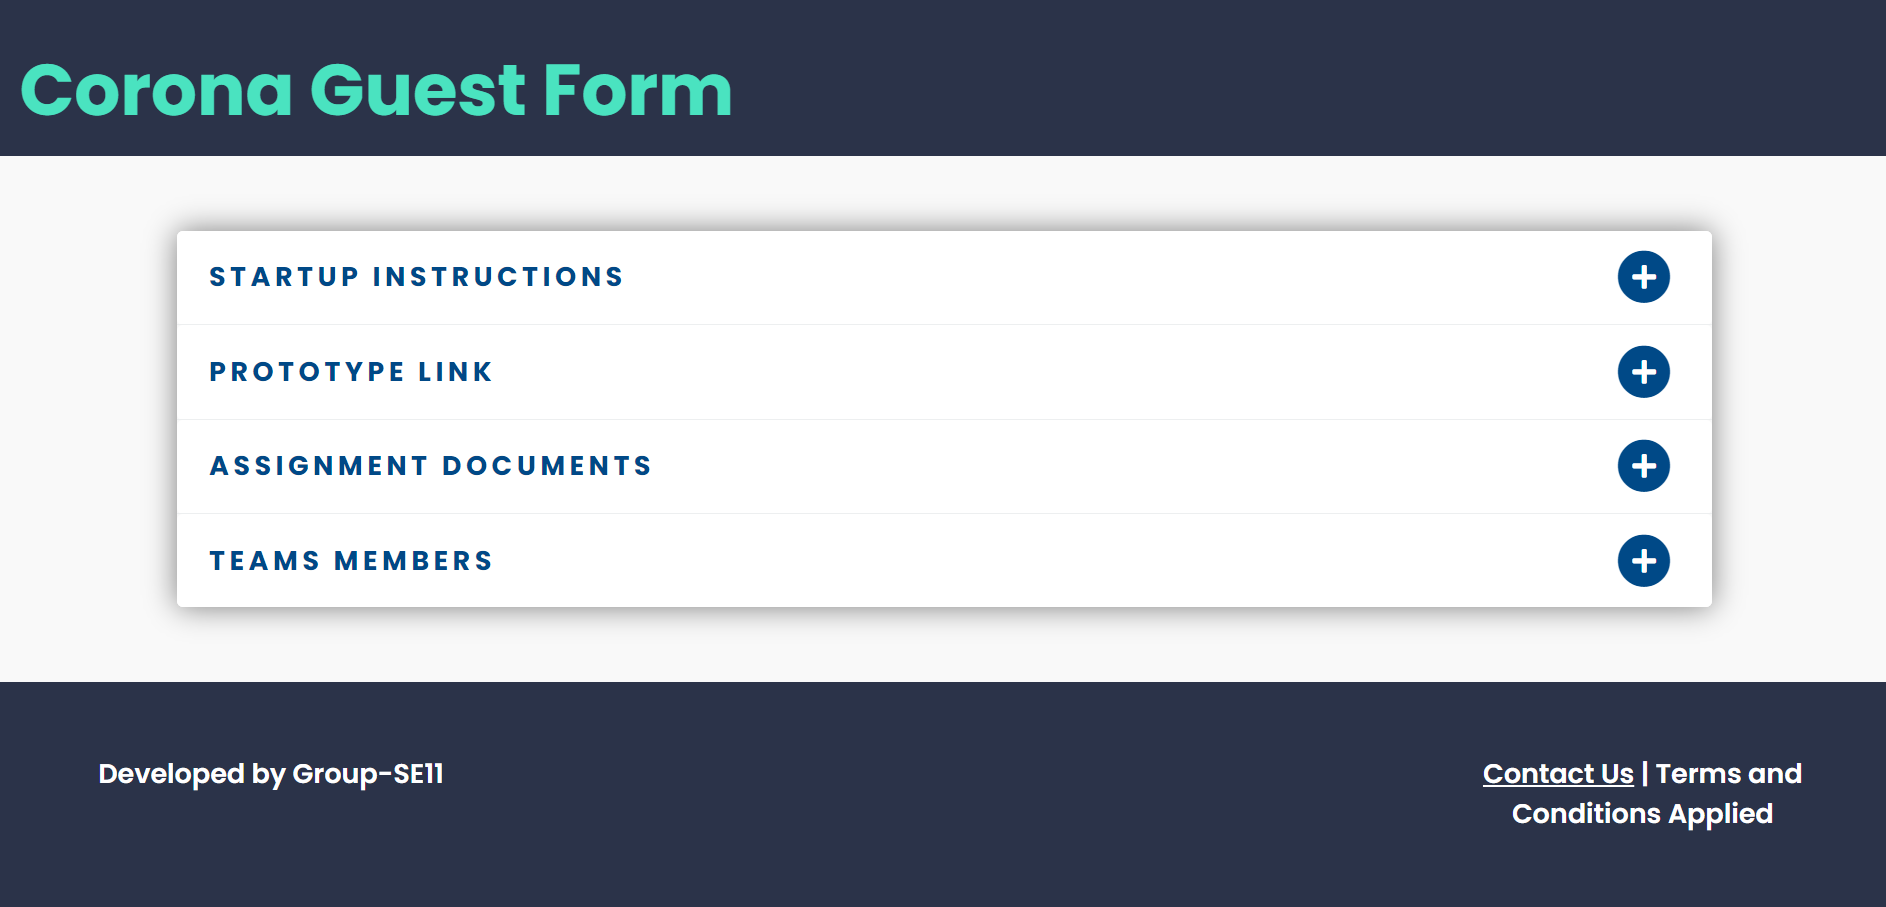 Corona Guest Form
STARTUP INSTRUCTIONS
PROTOTYPE LINK
ASSIGNMENT DOCUMENTS
TEAMS MEMBERS
Developed by Group-SE11
Contact Us | Terms and
Conditions Applied